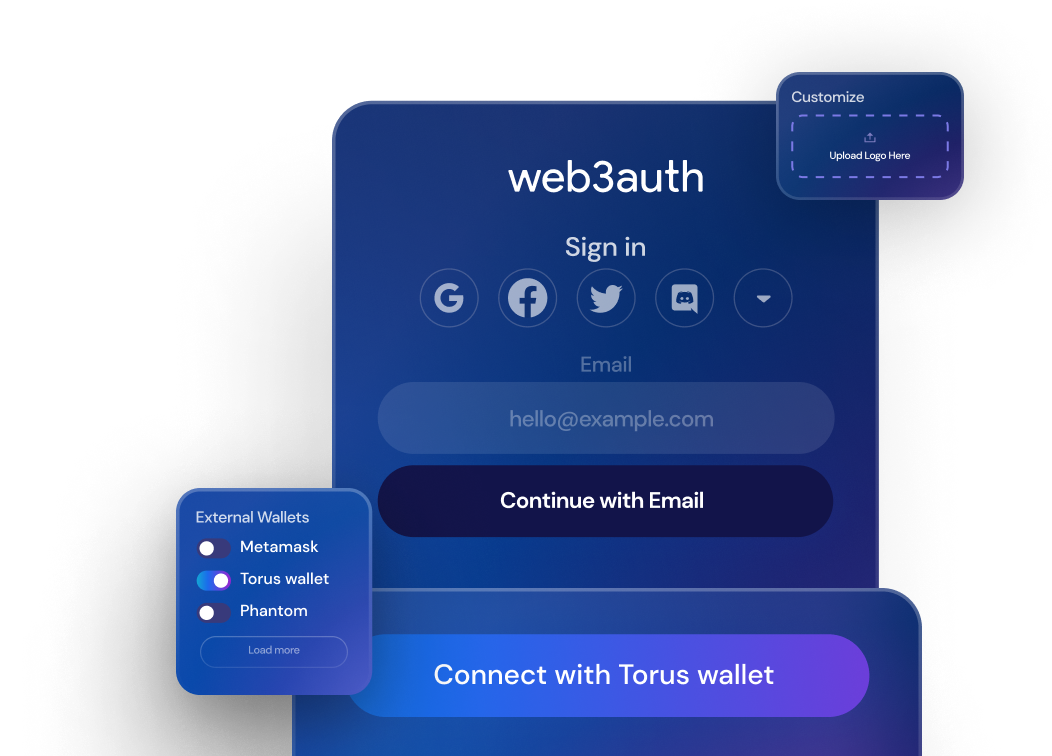 Customize
Upload Logo Here
web3auth
Sign in
Email
hello@example.com
Continue with Email
External Wallets
Metamask
Torus wallet
Phantom
Load more
Connect with Torus wallet